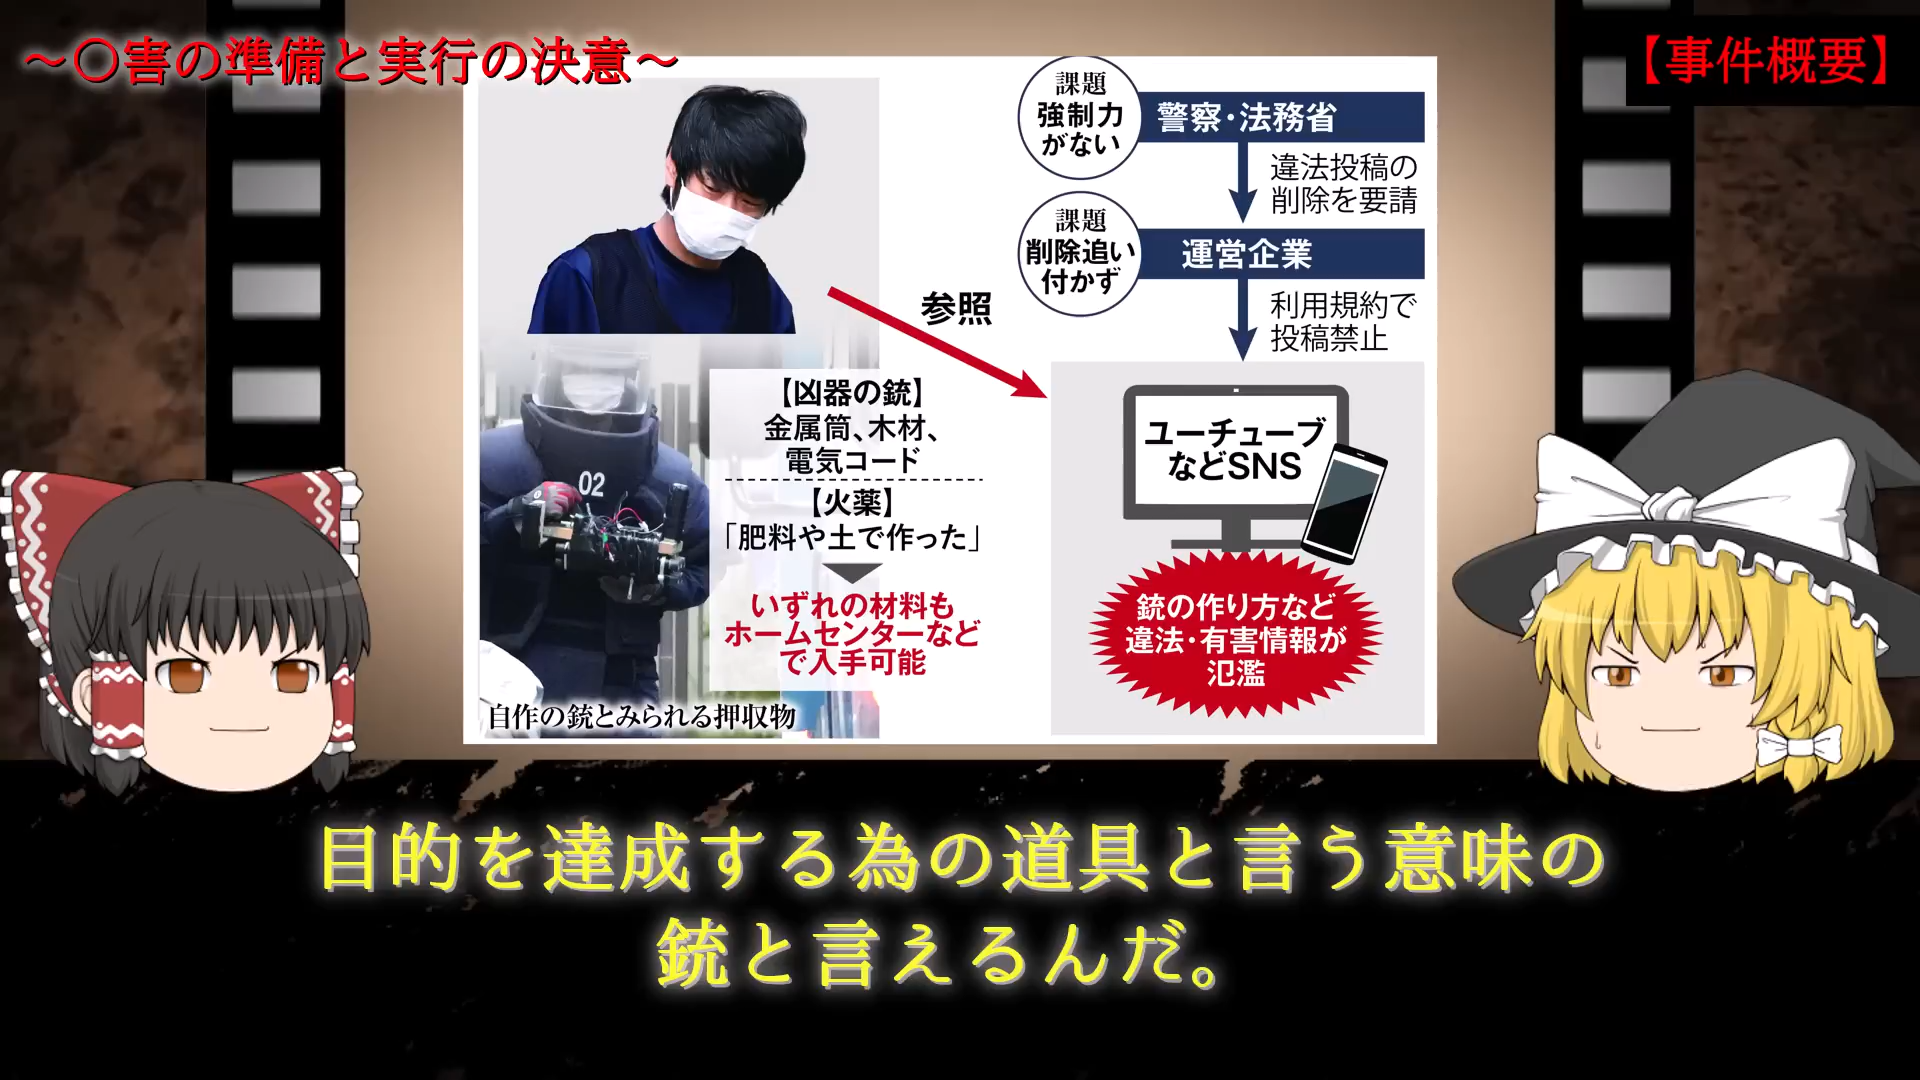 ～〇害の準備と実行の決意～
【事件概要】
課題
強制力
がない
警察・法務省
違法投稿の
削除を要請
課題
削除追い
付かず
運営企業
利用規約で
投稿禁止
参照
【凶器の銃】
金属筒、木材、
電気コード
【火薬】
「肥料や土で作った」
いずれの材料も
ホームセンターなど
で入手可能
02
自作の銃とみられる押収物
ユーチューブ
などSNS
銃の作り方など
違法・有害情報が
氾濫
目的を達成する為の道具と言う意味の
銃と言えるんだ。